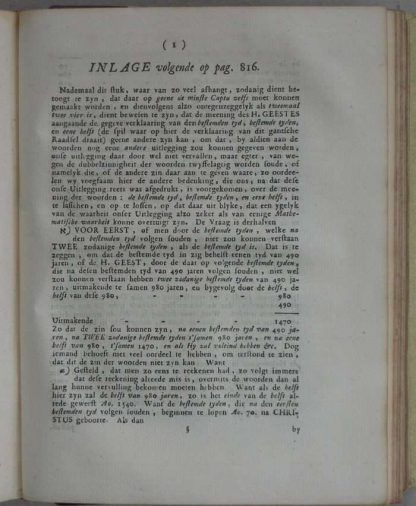 ( 1 )
INLAGE volgende op pag. 816.
Nademaal dit stuk, waar van zo veel afhangt, zodanig dient be-
toogt te zyn, dat daar op geene de minste Captie zelfs moet konnen
gemaakt worden, en dienvolgens alzo ontegenzeggelyk als tweemaal
twee vier is, dient bewesen te zyn, dat de meening des H. GEESTES
aangaande de gegeve verklaaring van den bestemden tyd, bestemde tyden,
en eene helft (de spil waar op hier de verklaaring van dit gansche
Raadsel draait) geene andere zyn kan, om dat, by aldien aan de
woorden nog eene andere uitlegging zou konnen gegeven worden,
onse uitlegging daar door wel niet vervallen, maar egter, van we-
gen de dubbelzinnigheit der woorden twyffelagtig worden soude, of
namelyk die, of de andere zin daar aan te geven waare, zo oordee-
len wy voegsaam hier de andere bedenking, die ons, na dat dese
onse Uitlegging reets was afgedrukt, is voorgekomen, over de mee-
ning der woorden: de bestemde tyd, bestemde tyden, en eene helft, in
te lasschen, en op te lossen, op dat daar uit blyke, dat een ygelyk
van de waarheit onser Uitlegging alzo zeker als van eenige Mathe-
matische waarheit konne overtuigt zyn. De Vraag is derhalven
א) VOOR EERST, of men door de bestemde tyden, welke na
den bestemden tyd volgen souden, niet zou konnen verstaan
TWEE zodanige bestemde tyden, als de bestemde tyd is. Dat is te
zeggen, om dat de bestemde tyd in zig behelst eenen tyd van 490
jaren, of de H. GEEST, door de daar op volgende bestemde tyden,
die na desen bestemden tyd van 490 jaren volgen souden, niet wel
zou konnen verstaan hebben twee zodanige bestemde tyden van 490 ja-
ren, uitmakende te samen 980 jaren, en bygevolg door de helft, de
helft van dese 980, - - - - 980
490
Uitmakende - - - - 1470
Zo dat de zin sou konnen zyn, na eenen bestemden tyd van 490 ja-
ren, na TWEE zodanige bestemde tyden t'samen 980 jaren, en na eene
helft van 980, t'samen 1470, en als Hy zal voleind hebben &c. Dog
iemand behoeft niet veel oordeel te hebben, om terstond te zien,
dat dit de zin der woorden niet zyn kan. Want
Gesteld, dat men zo eens te rekenen had, zo volgt immers
dat dese rekening alreede mis is, overmits de woorden dan al
lang hunne vervulling bekomen moeten hebben. Want als de helft
hier zyn zal de helft van 980 jaren, zo is het einde van de helft al-
rede geweest Ao. 1540. Want de bestemde tyden, die na den eersten
bestemden tyd volgen souden, beginnen te lopen Ao. 70. na CHRI-
STUS geboorte. Als dan
§ by